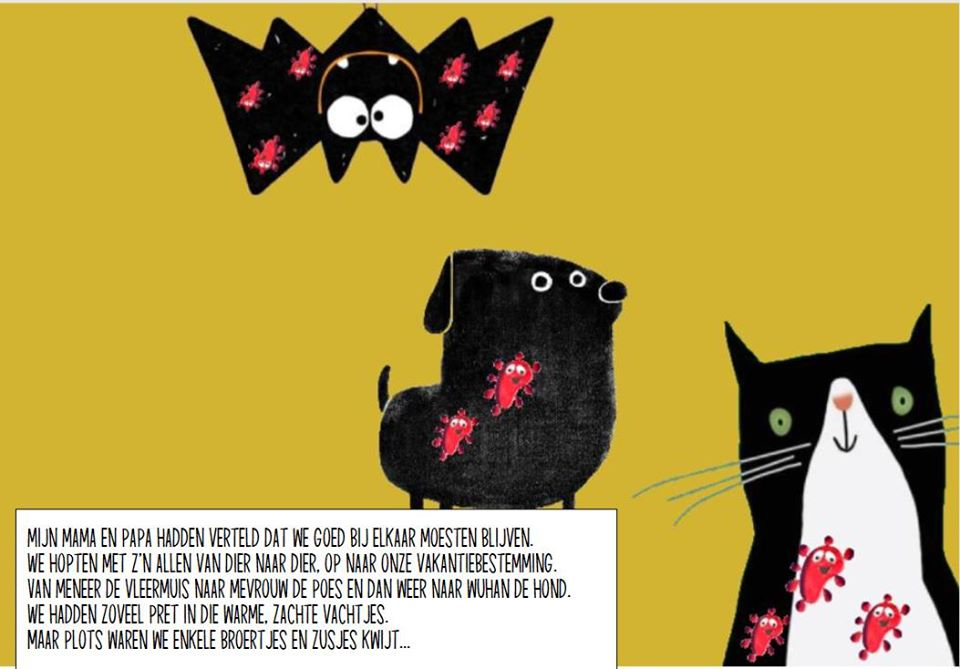 MIJN MAMA EN PAPA HADDEN VERTELD DAT WE GOED BIJ ELKAAR MOESTEN BLIJVEN.
WE HOPTEN MET Z'N ALLEN VAN DIER NAAR DIER, OP NAAR ONZE VAKANTIEBESTEMMING.
VAN MENEER DE VLEERMUIS NAAR MEVROUW DE POES EN DAN WEER NAAR WUHAN DE HOND.
WE HADDEN ZOVEEL PRET IN DIE WARME, ZACHTE VACHTJES.
MAAR PLOTS WAREN WE ENKELE BROERTJES EN ZUSJES KWIJT...